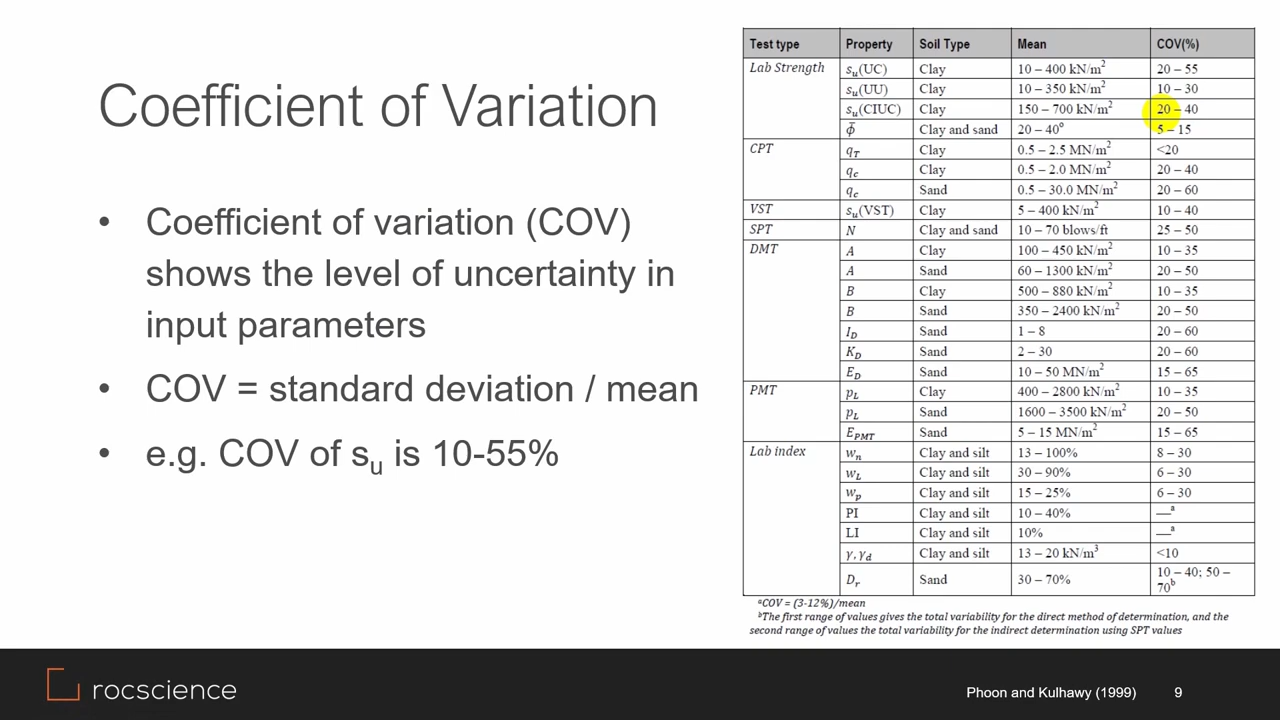 Coefficient of Variation
• Coefficient of variation (COV)
shows the level of uncertainty in
input parameters
• COV = standard deviation / mean
• e.g. COV of su is 10-55%
Test type Property Soil Type Mean COV(%)
Lab Strength su(UC) Clay 10 – 400 kN/m² 20 – 55
su(UU) Clay 10 – 350 kN/m² 10 – 30
su(CIUC) Clay 150 – 700 kN/m² 20 – 40
ϕ̄ Clay and sand 20 – 40° 5 – 15
CPT qT Clay 0.5 – 2.5 MN/m² <20
qc Clay 0.5 – 2.0 MN/m² 20 – 40
qc Sand 0.5 – 30.0 MN/m² 20 – 60
VST su(VST) Clay 5 – 400 kN/m² 10 – 40
SPT N Clay and sand 10 – 70 blows/ft 25 – 50
DMT A Clay 100 – 450 kN/m² 10 – 35
A Sand 60 – 1300 kN/m² 20 – 50
B Clay 500 – 880 kN/m² 10 – 35
B Sand 350 – 2400 kN/m² 20 – 50
ID Sand 1 – 8 20 – 60
KD Sand 2 – 30 20 – 60
ED Sand 10 – 50 MN/m² 15 – 65
PMT pL Clay 400 – 2800 kN/m² 10 – 35
pL Sand 1600 – 3500 kN/m² 20 – 50
EPMT Sand 5 – 15 MN/m² 15 – 65
Lab index wn Clay and silt 13 – 100% 8 – 30
wL Clay and silt 30 – 90% 6 – 30
wp Clay and silt 15 – 25% 6 – 30
PI Clay and silt 10 – 40% —ᵃ
LI Clay and silt 10% —ᵃ
γ, γd Clay and silt 13 – 20 kN/m³ <10
Dr Sand 30 – 70% 10 – 40; 50 –
70ᵇ
ᵃCOV = (3-12%)/mean
ᵇThe first range of values gives the total variability for the direct method of determination, and the
second range of values the total variability for the indirect determination using SPT values
rocscience
Phoon and Kulhawy (1999) 9